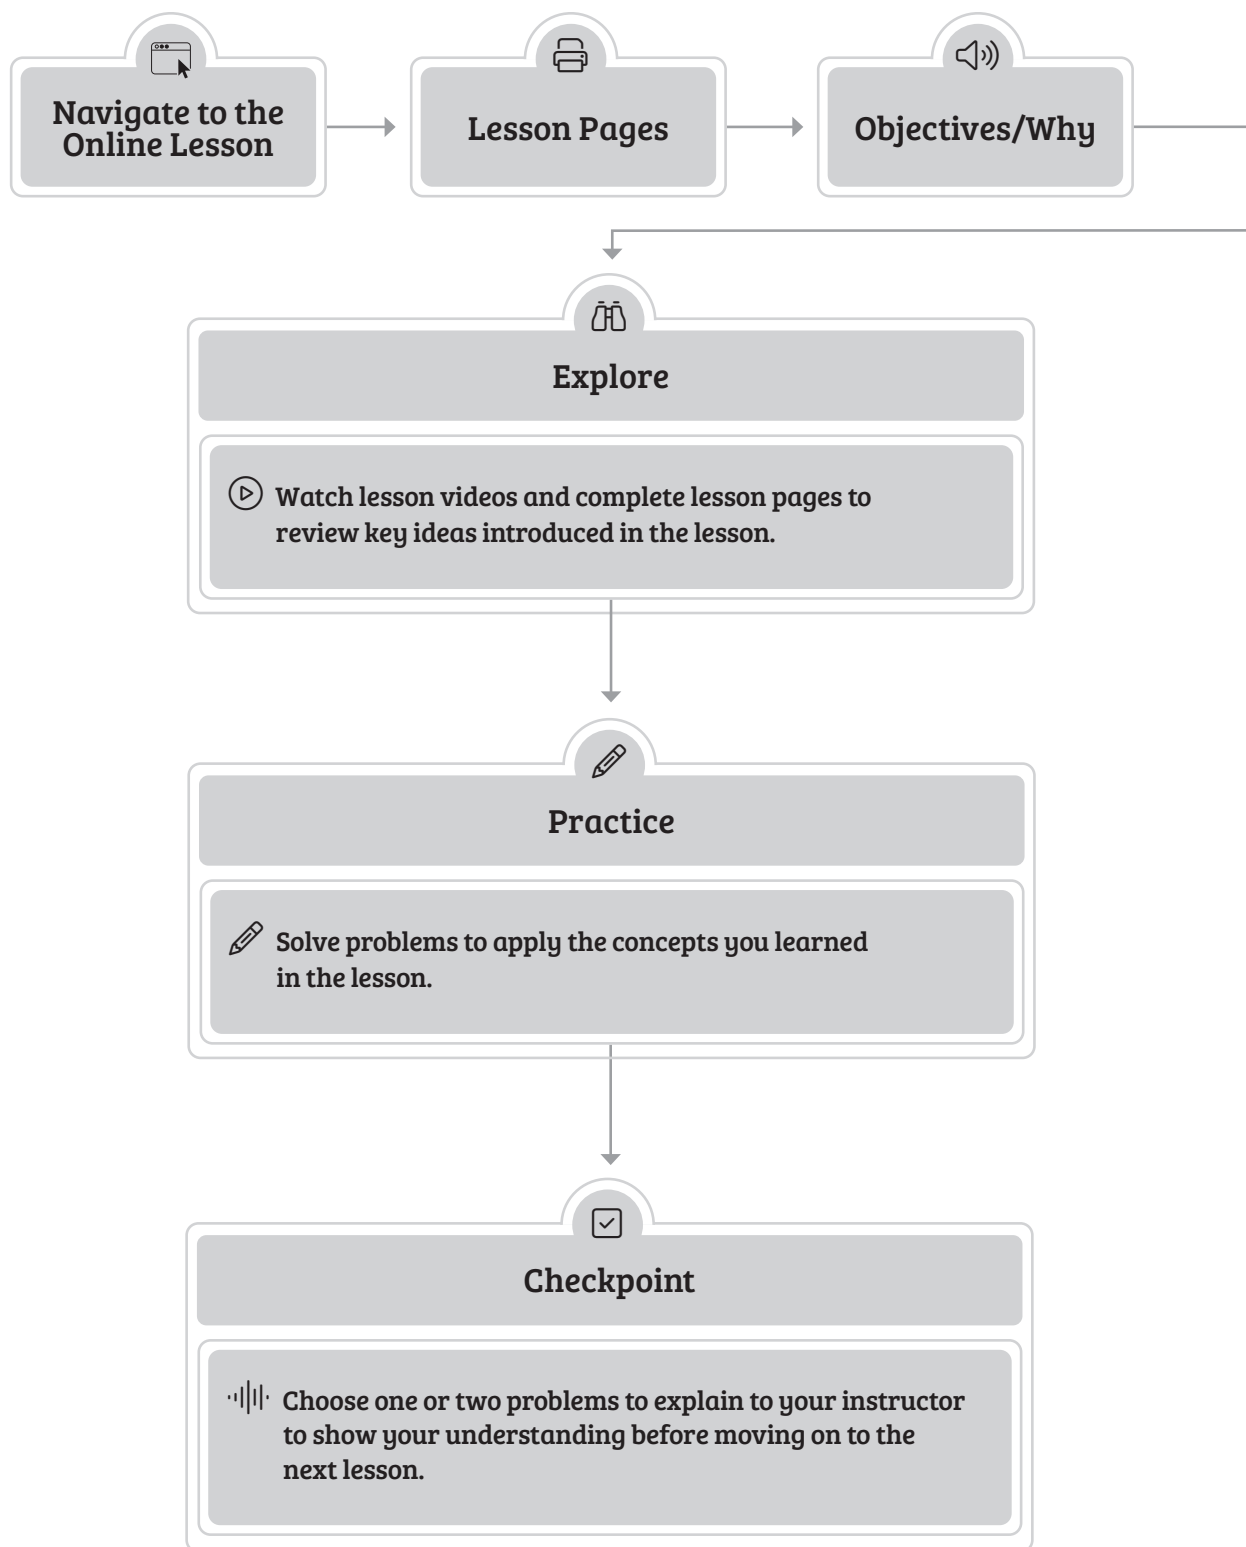 Navigate to the
Online Lesson
Lesson Pages
Objectives/Why
Explore
Watch lesson videos and complete lesson pages to
review key ideas introduced in the lesson.
Practice
Solve problems to apply the concepts you learned
in the lesson.
Checkpoint
Choose one or two problems to explain to your instructor
to show your understanding before moving on to the
next lesson.